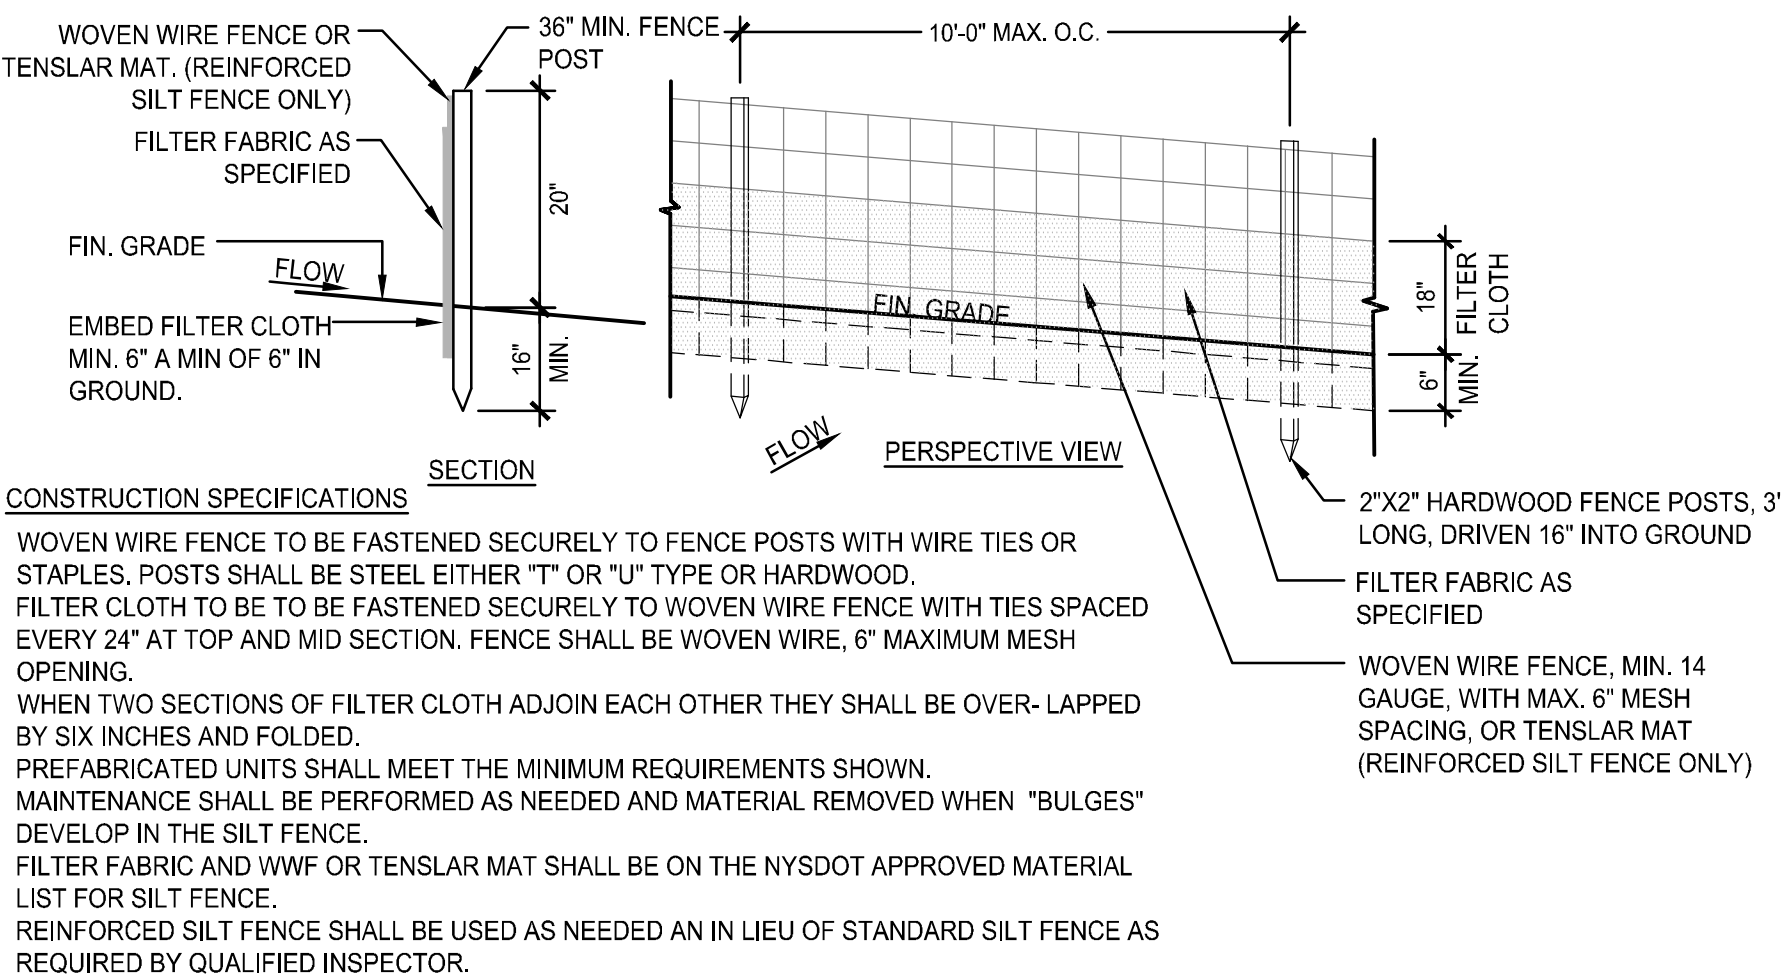 WOVEN WIRE FENCE OR
TENSLAR MAT. (REINFORCED
SILT FENCE ONLY)
FILTER FABRIC AS
SPECIFIED
FIN. GRADE
FLOW
EMBED FILTER CLOTH
MIN. 6" A MIN OF 6" IN
GROUND.
36" MIN. FENCE
POST
20"
16"
MIN.
SECTION
10'-0" MAX. O.C.
FIN. GRADE
18"
FILTER
CLOTH
6"
MIN.
FLOW
PERSPECTIVE VIEW
2"X2" HARDWOOD FENCE POSTS, 3'
LONG, DRIVEN 16" INTO GROUND
FILTER FABRIC AS
SPECIFIED
WOVEN WIRE FENCE, MIN. 14
GAUGE, WITH MAX. 6" MESH
SPACING, OR TENSLAR MAT
(REINFORCED SILT FENCE ONLY)
CONSTRUCTION SPECIFICATIONS
WOVEN WIRE FENCE TO BE FASTENED SECURELY TO FENCE POSTS WITH WIRE TIES OR
STAPLES. POSTS SHALL BE STEEL EITHER "T" OR "U" TYPE OR HARDWOOD.
FILTER CLOTH TO BE TO BE FASTENED SECURELY TO WOVEN WIRE FENCE WITH TIES SPACED
EVERY 24" AT TOP AND MID SECTION. FENCE SHALL BE WOVEN WIRE, 6" MAXIMUM MESH
OPENING.
WHEN TWO SECTIONS OF FILTER CLOTH ADJOIN EACH OTHER THEY SHALL BE OVER- LAPPED
BY SIX INCHES AND FOLDED.
PREFABRICATED UNITS SHALL MEET THE MINIMUM REQUIREMENTS SHOWN.
MAINTENANCE SHALL BE PERFORMED AS NEEDED AND MATERIAL REMOVED WHEN "BULGES"
DEVELOP IN THE SILT FENCE.
FILTER FABRIC AND WWF OR TENSLAR MAT SHALL BE ON THE NYSDOT APPROVED MATERIAL
LIST FOR SILT FENCE.
REINFORCED SILT FENCE SHALL BE USED AS NEEDED AN IN LIEU OF STANDARD SILT FENCE AS
REQUIRED BY QUALIFIED INSPECTOR.